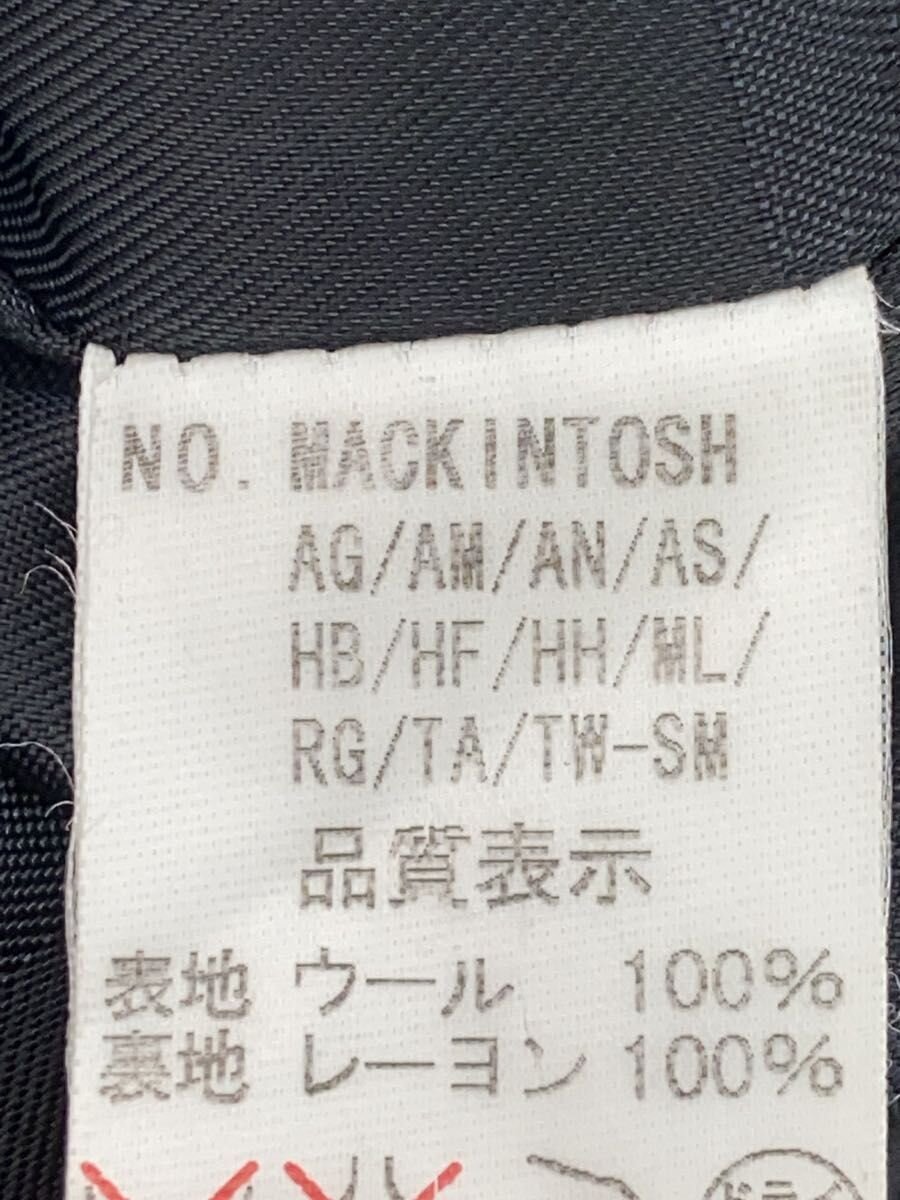 NO. MACKINTOSH
AG/AM/AN/AS/
HB/HF/HH/ML/
RG/TA/TW-SM
品質表示
表地 ウール 100%
裏地 レーヨン 100%